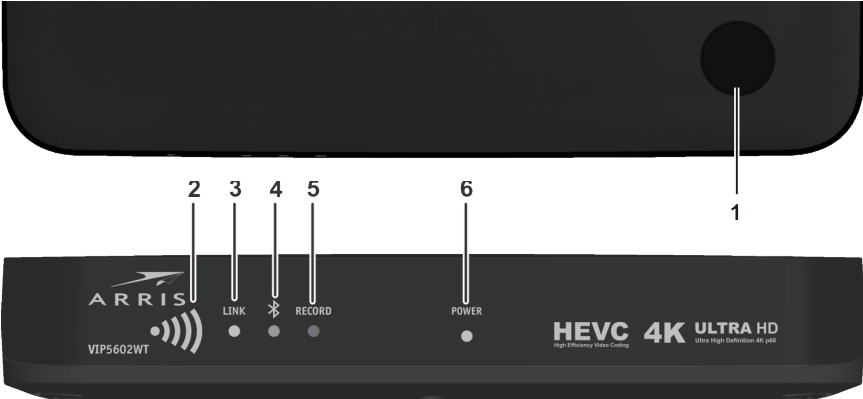 1
2 3 4 5 6
ARRIS
LINK
RECORD
POWER
VIP5602WT
HEVC
High Efficiency Video Coding
4K
ULTRA HD
Ultra High Definition 4K p60